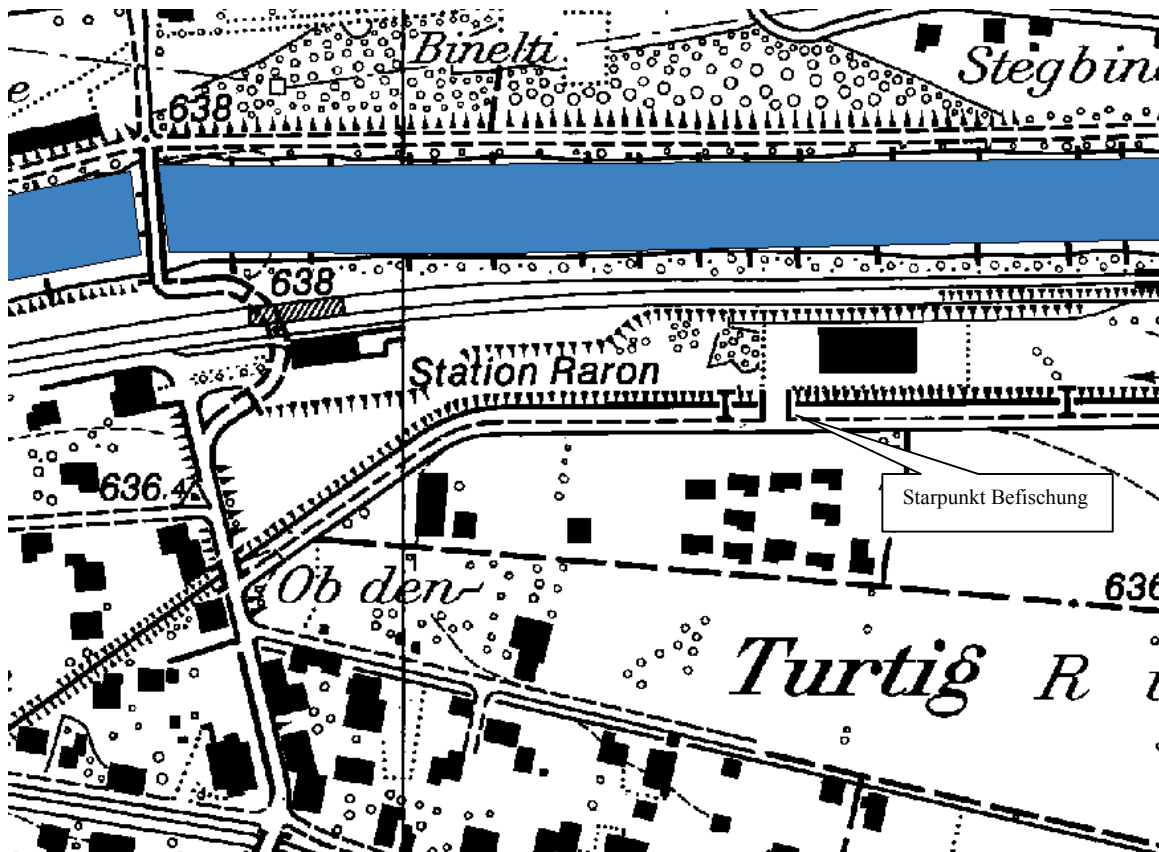 Binelti
Stegbin
e
638
638
Station Raron
Starpunkt Befischung
636.4
Ob den-
636
Turtig R